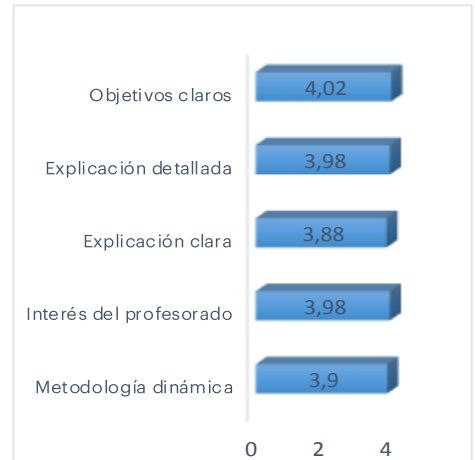 Objetivos claros 4,02
Explicación detallada 3,98
Explicación clara 3,88
Interés del profesorado 3,98
Metodología dinámica 3,9
0 2 4